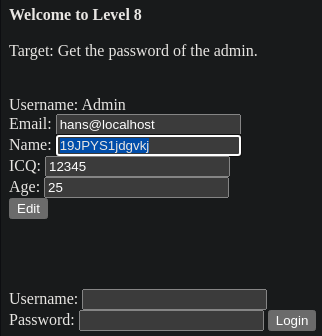 Welcome to Level 8
Target: Get the password of the admin.
Username: Admin
Email: hans@localhost
Name: 19JPYS1jdgvkj
ICQ: 12345
Age: 25
Edit
Username:
Password: Login